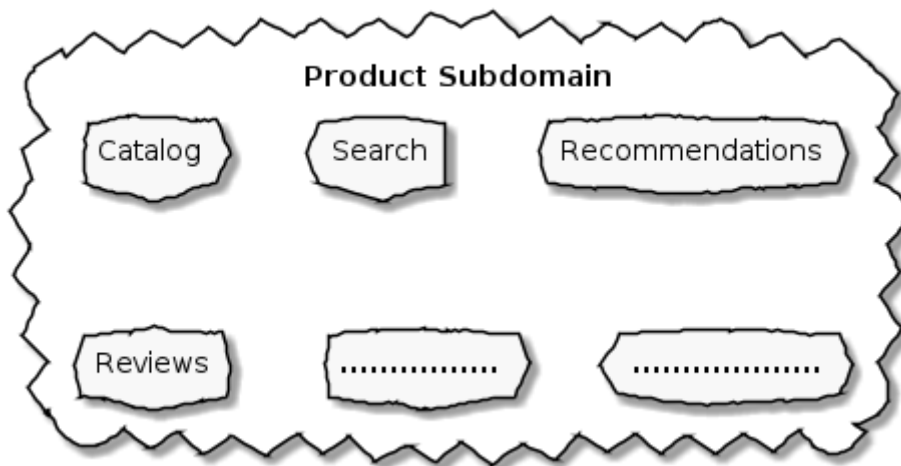 Product Subdomain
Catalog
Search
Recommendations
Reviews
................
...................